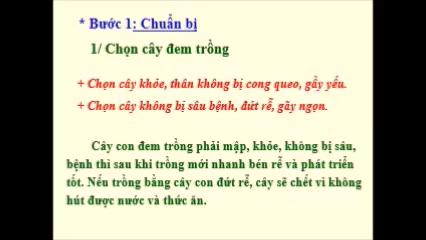 * Bước 1: Chuẩn bị
1/ Chọn cây đem trồng
+ Chọn cây khỏe, thân không bị cong queo, gầy yếu.
+ Chọn cây không bị sâu bệnh, đứt rễ, gãy ngọn.
Cây con đem trồng phải mập, khỏe, không bị sâu,
bệnh thì sau khi trồng mới nhanh bén rễ và phát triển
tốt. Nếu trồng bằng cây con đứt rễ, cây sẽ chết vì không
hút được nước và thức ăn.